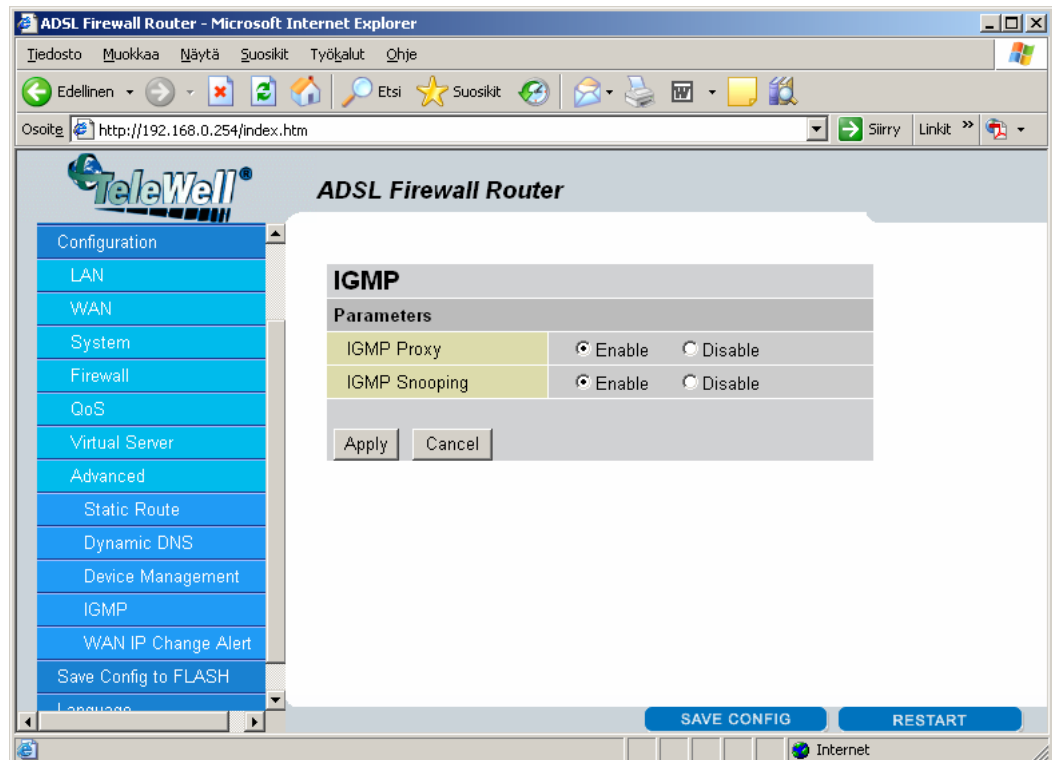 ADSL Firewall Router - Microsoft Internet Explorer
Tiedosto Muokkaa Näytä Suosikit Työkalut Ohje
Edellinen Etsi Suosikit
Osoite http://192.168.0.254/index.htm Siirry Linkit »
TeleWell®
ADSL Firewall Router
Configuration
LAN
WAN
System
Firewall
QoS
Virtual Server
Advanced
Static Route
Dynamic DNS
Device Management
IGMP
WAN IP Change Alert
Save Config to FLASH
Language
IGMP
Parameters
IGMP Proxy Enable Disable
IGMP Snooping Enable Disable
Apply Cancel
SAVE CONFIG RESTART
Internet